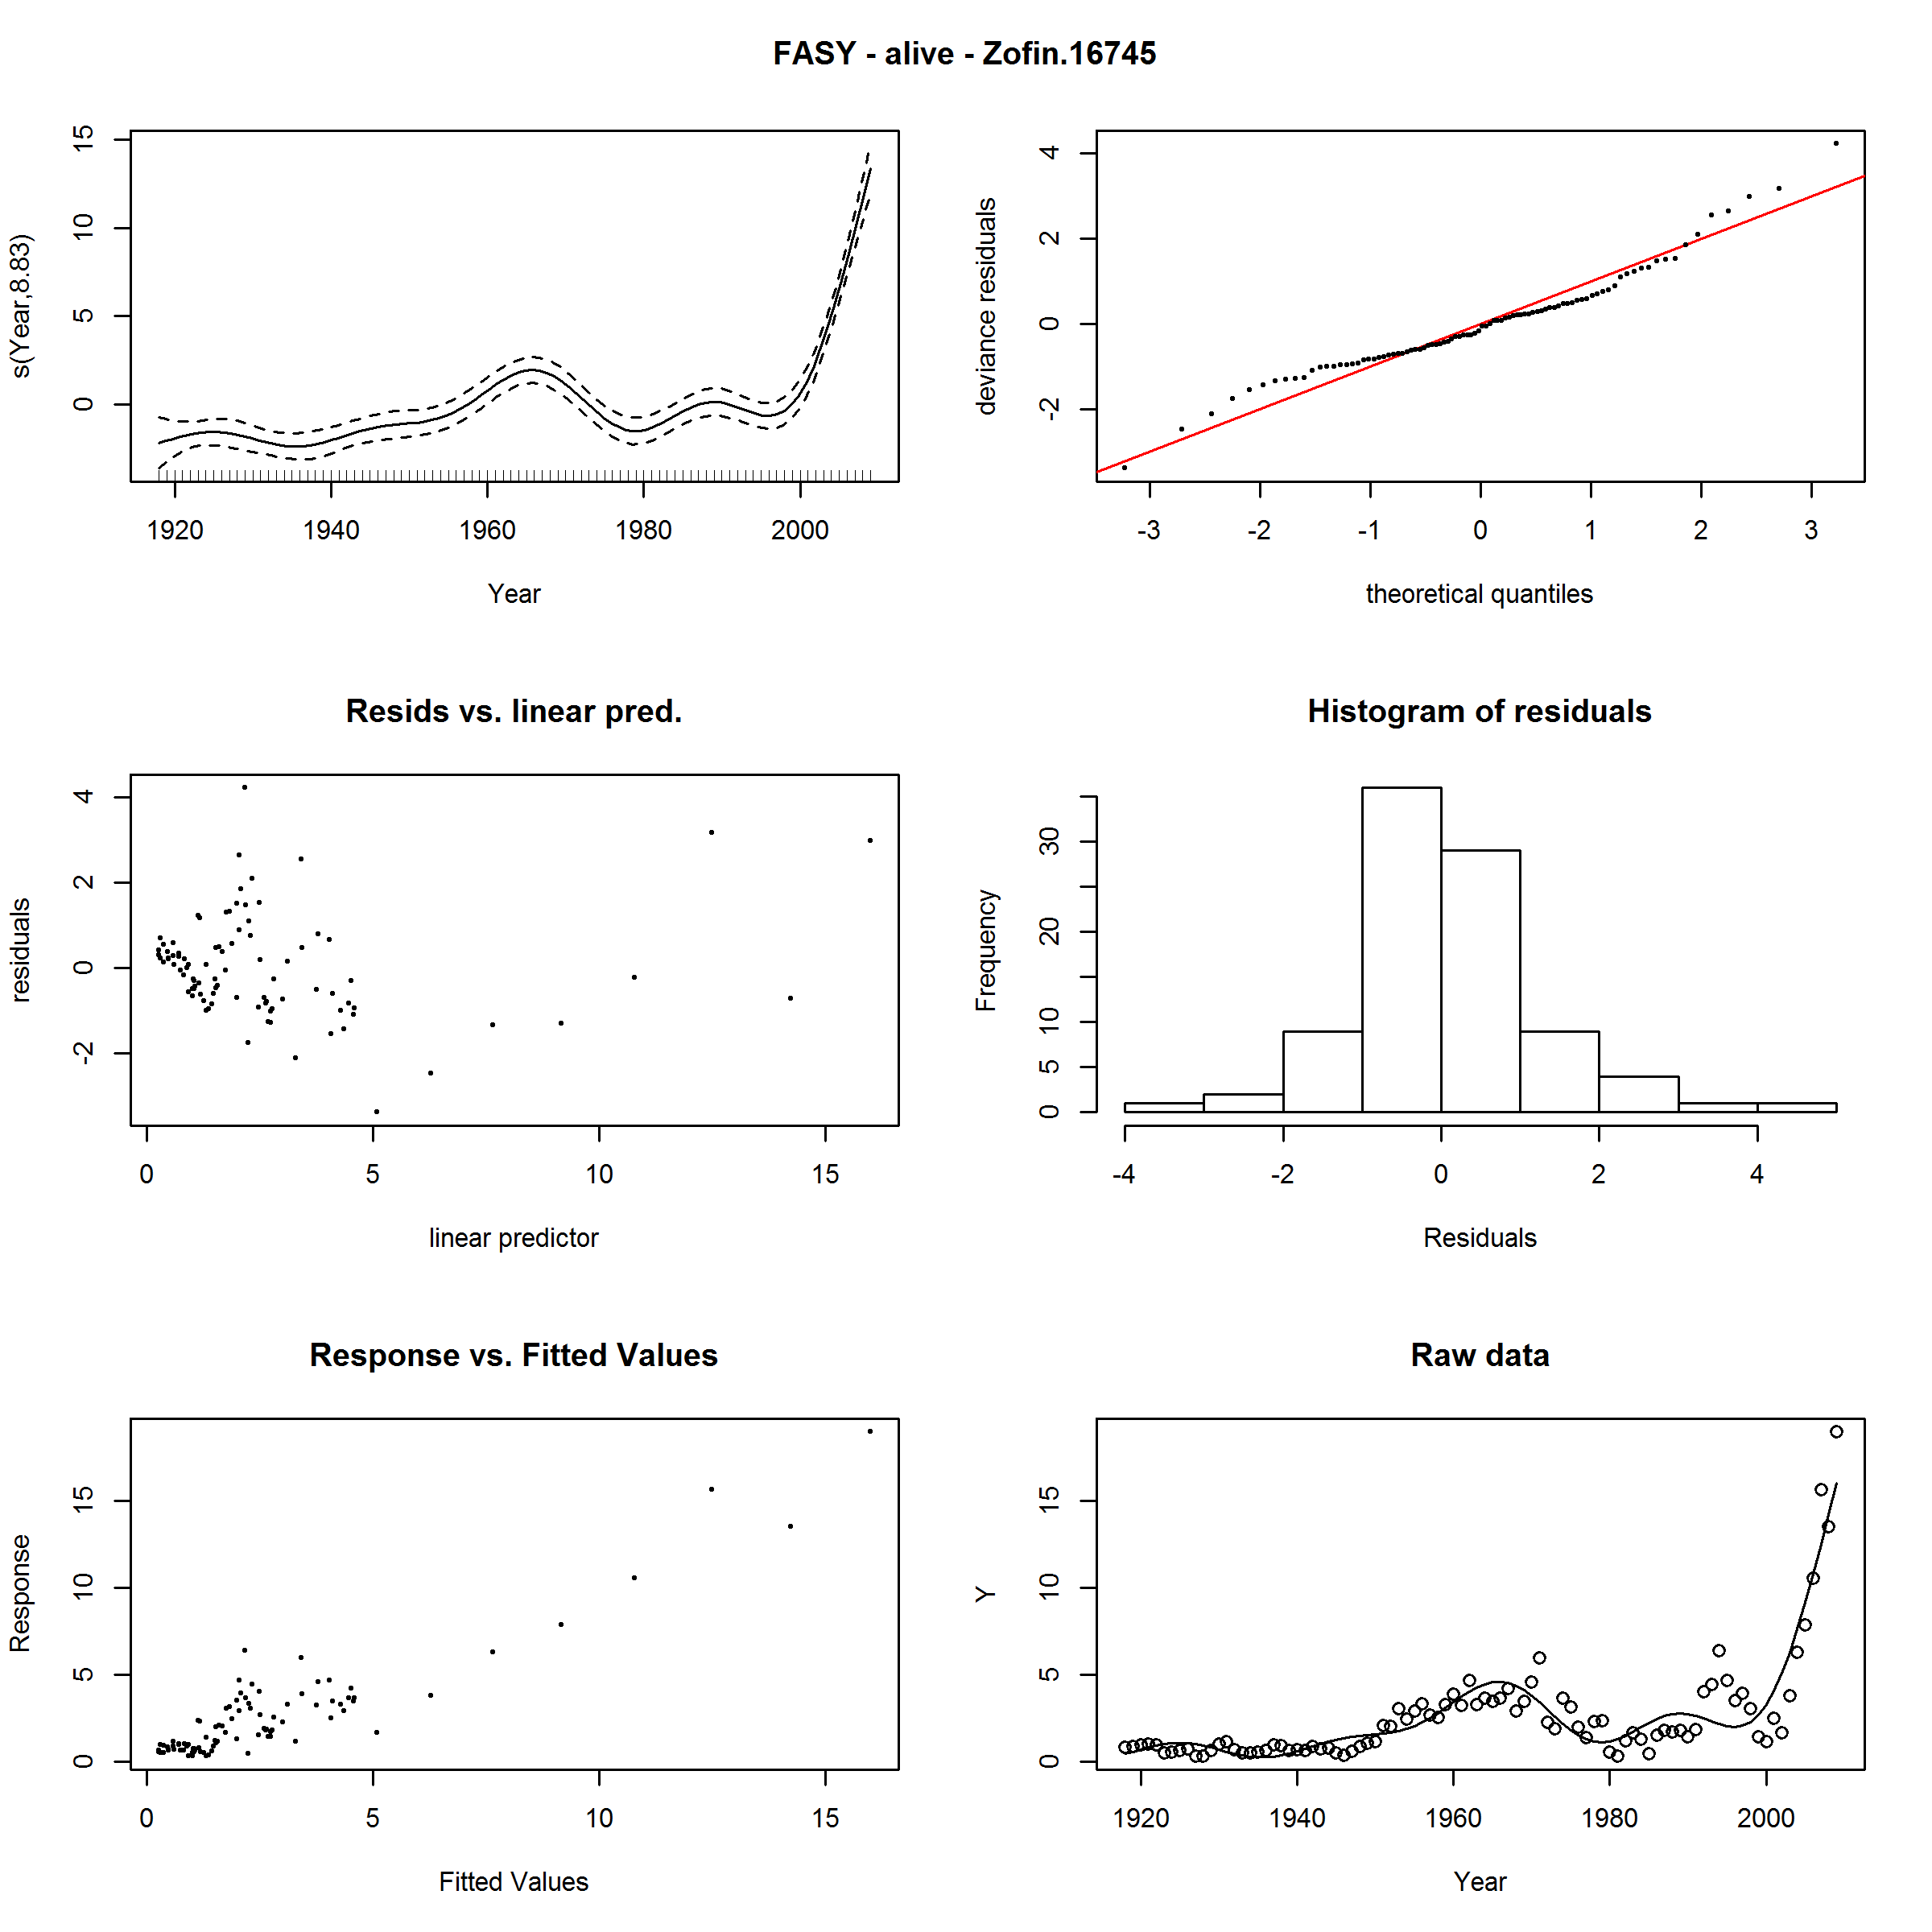 FASY - alive - Zofin.16745
s(Year,8.83)
15
10
5
0
1920 1940 1960 1980 2000
Year
deviance residuals
4
2
0
-2
-3 -2 -1 0 1 2 3
theoretical quantiles
Resids vs. linear pred.
residuals
4
2
0
-2
0 5 10 15
linear predictor
Histogram of residuals
Frequency
30
20
10
5
0
-4 -2 0 2 4
Residuals
Response vs. Fitted Values
Response
15
10
5
0
0 5 10 15
Fitted Values
Raw data
Y
15
10
5
0
1920 1940 1960 1980 2000
Year